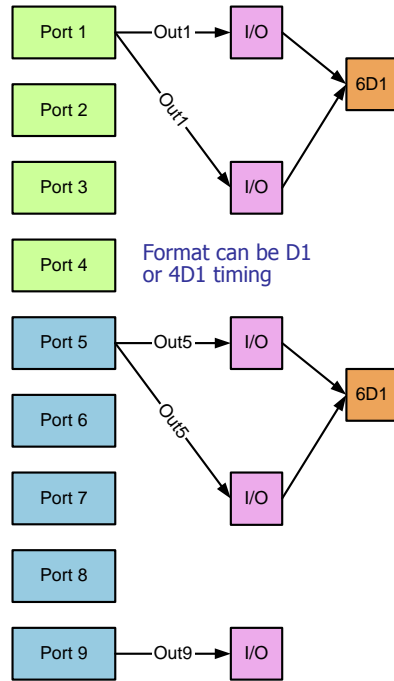 Port 1
Out1
I/O
6D1
Out1
Port 2
Port 3
I/O
Port 4
Format can be D1
or 4D1 timing
Port 5
Out5
I/O
6D1
Out5
Port 6
Port 7
I/O
Port 8
Port 9
Out9
I/O